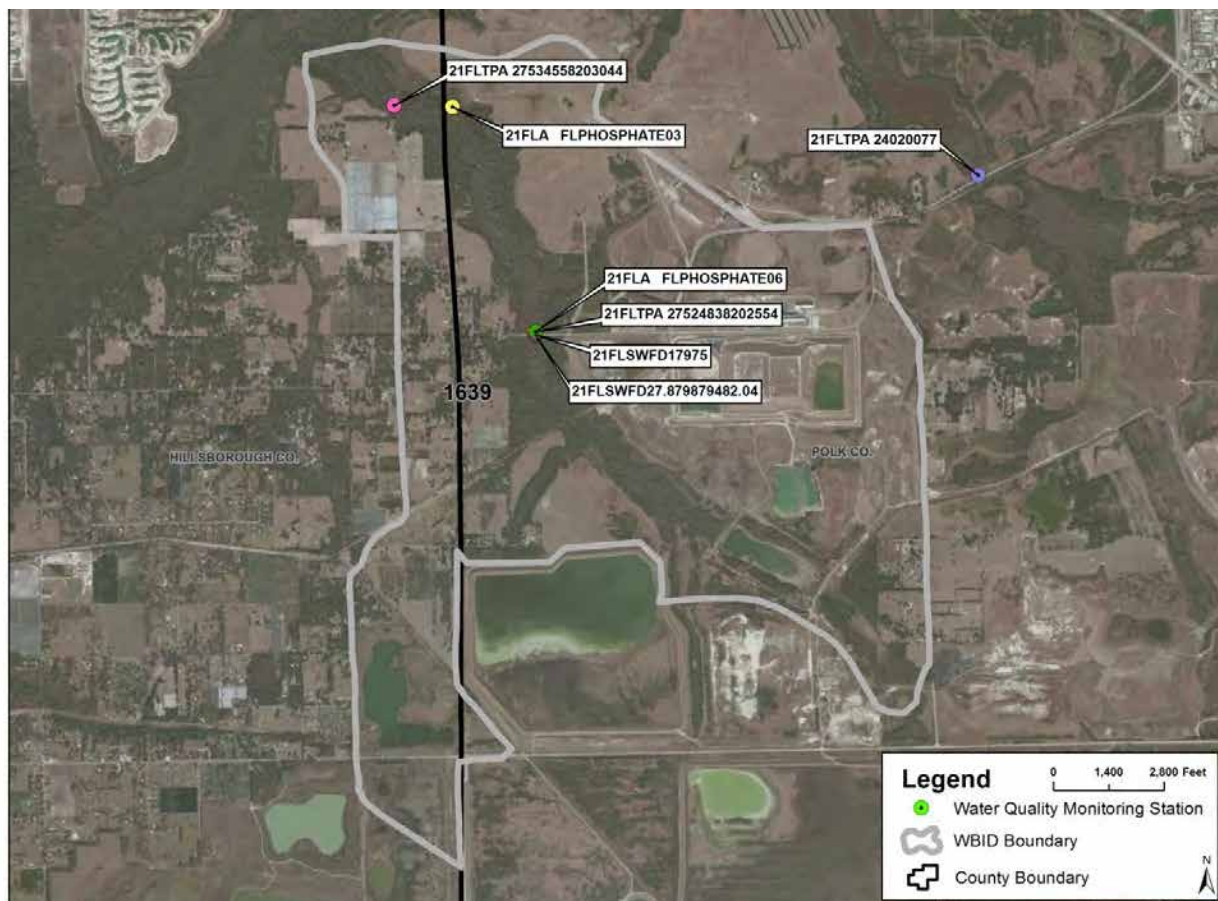 21FLTPA 27534558203044
21FLA FLPHOSPHATE03
21FLTPA 24020077
21FLA FLPHOSPHATE06
21FLTPA 27524838202554
21FLSWFD17975
21FLSWFD27.879879482.04
1639
HILLSBOROUGH CO.
POLK CO.
Legend
0 1,400 2,800 Feet
Water Quality Monitoring Station
WBID Boundary
County Boundary
N